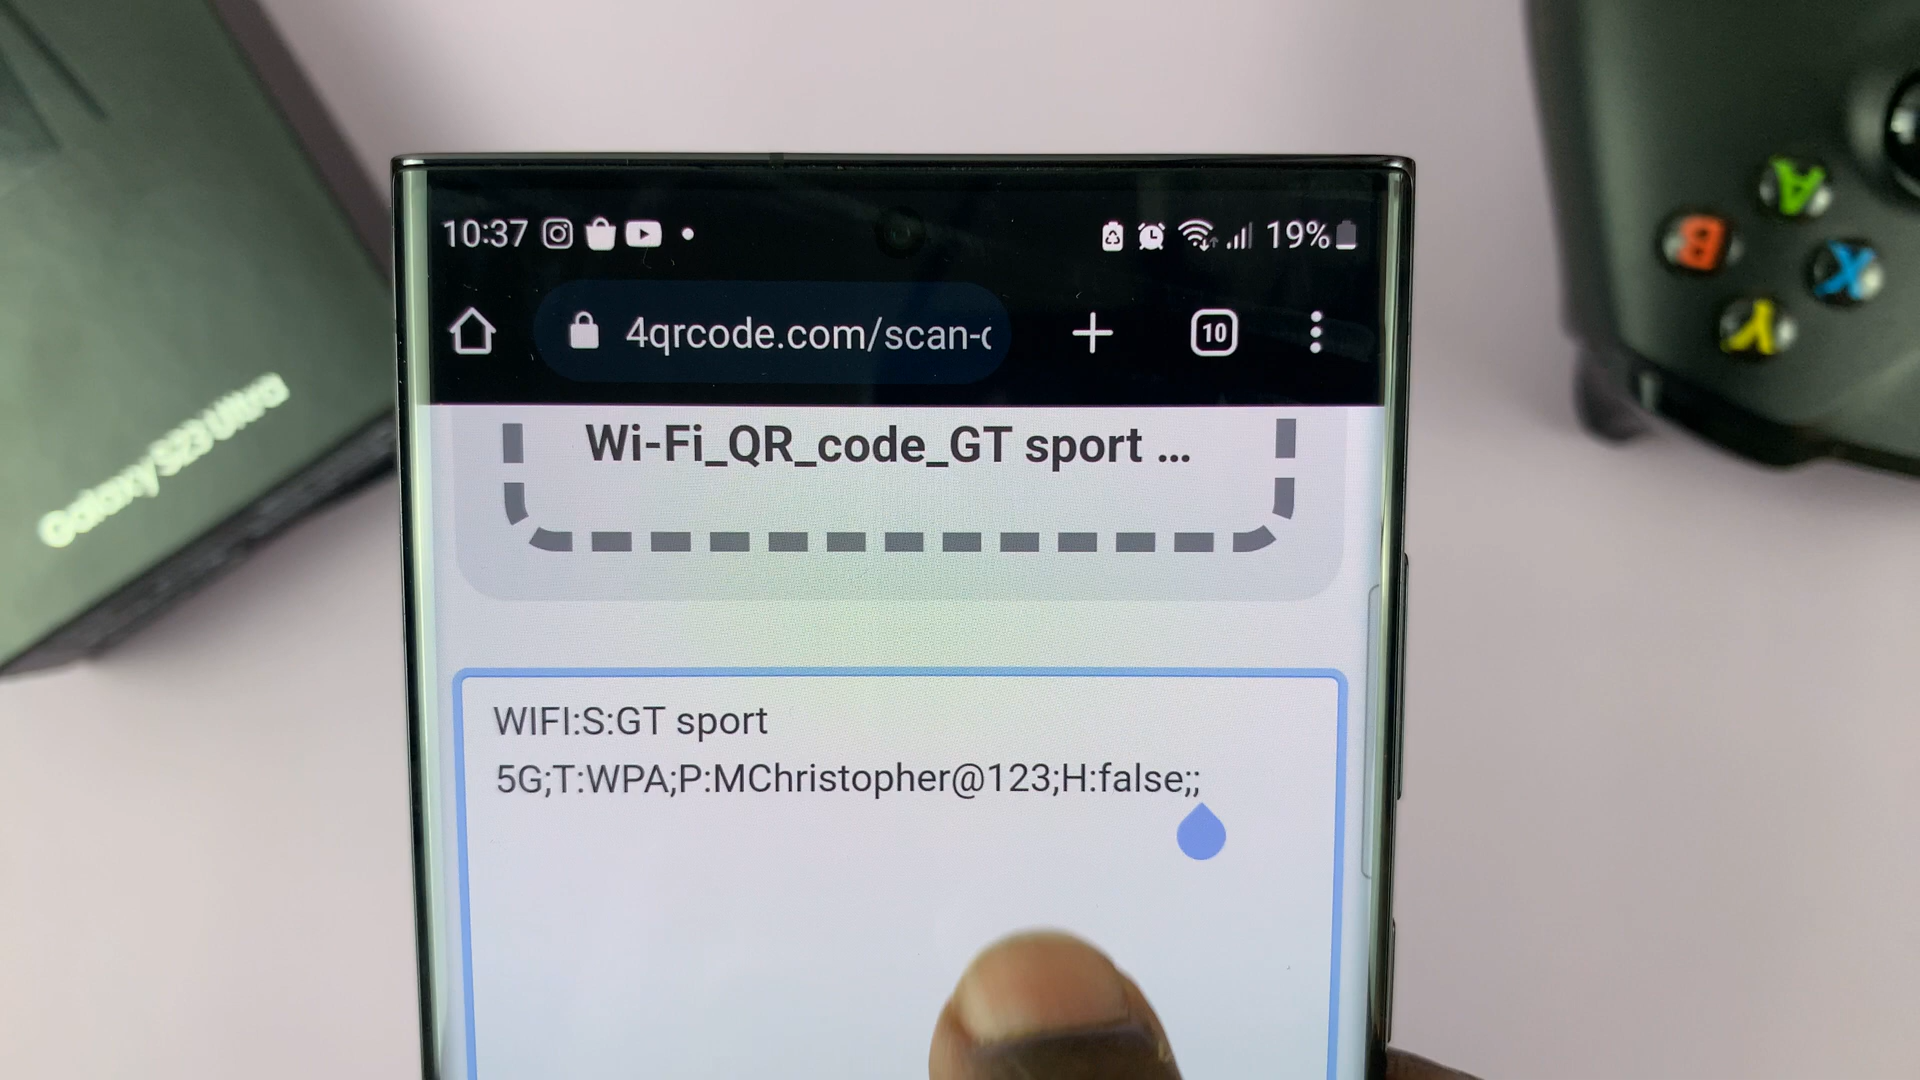 Galaxy S23 Ultra
10:37
19%
4qrcode.com/scan-
10
Wi-Fi_QR_code_GT sport ...
WIFI:S:GT sport
5G;T:WPA;P:MChristopher@123;H:false;;
A
B
X
Y